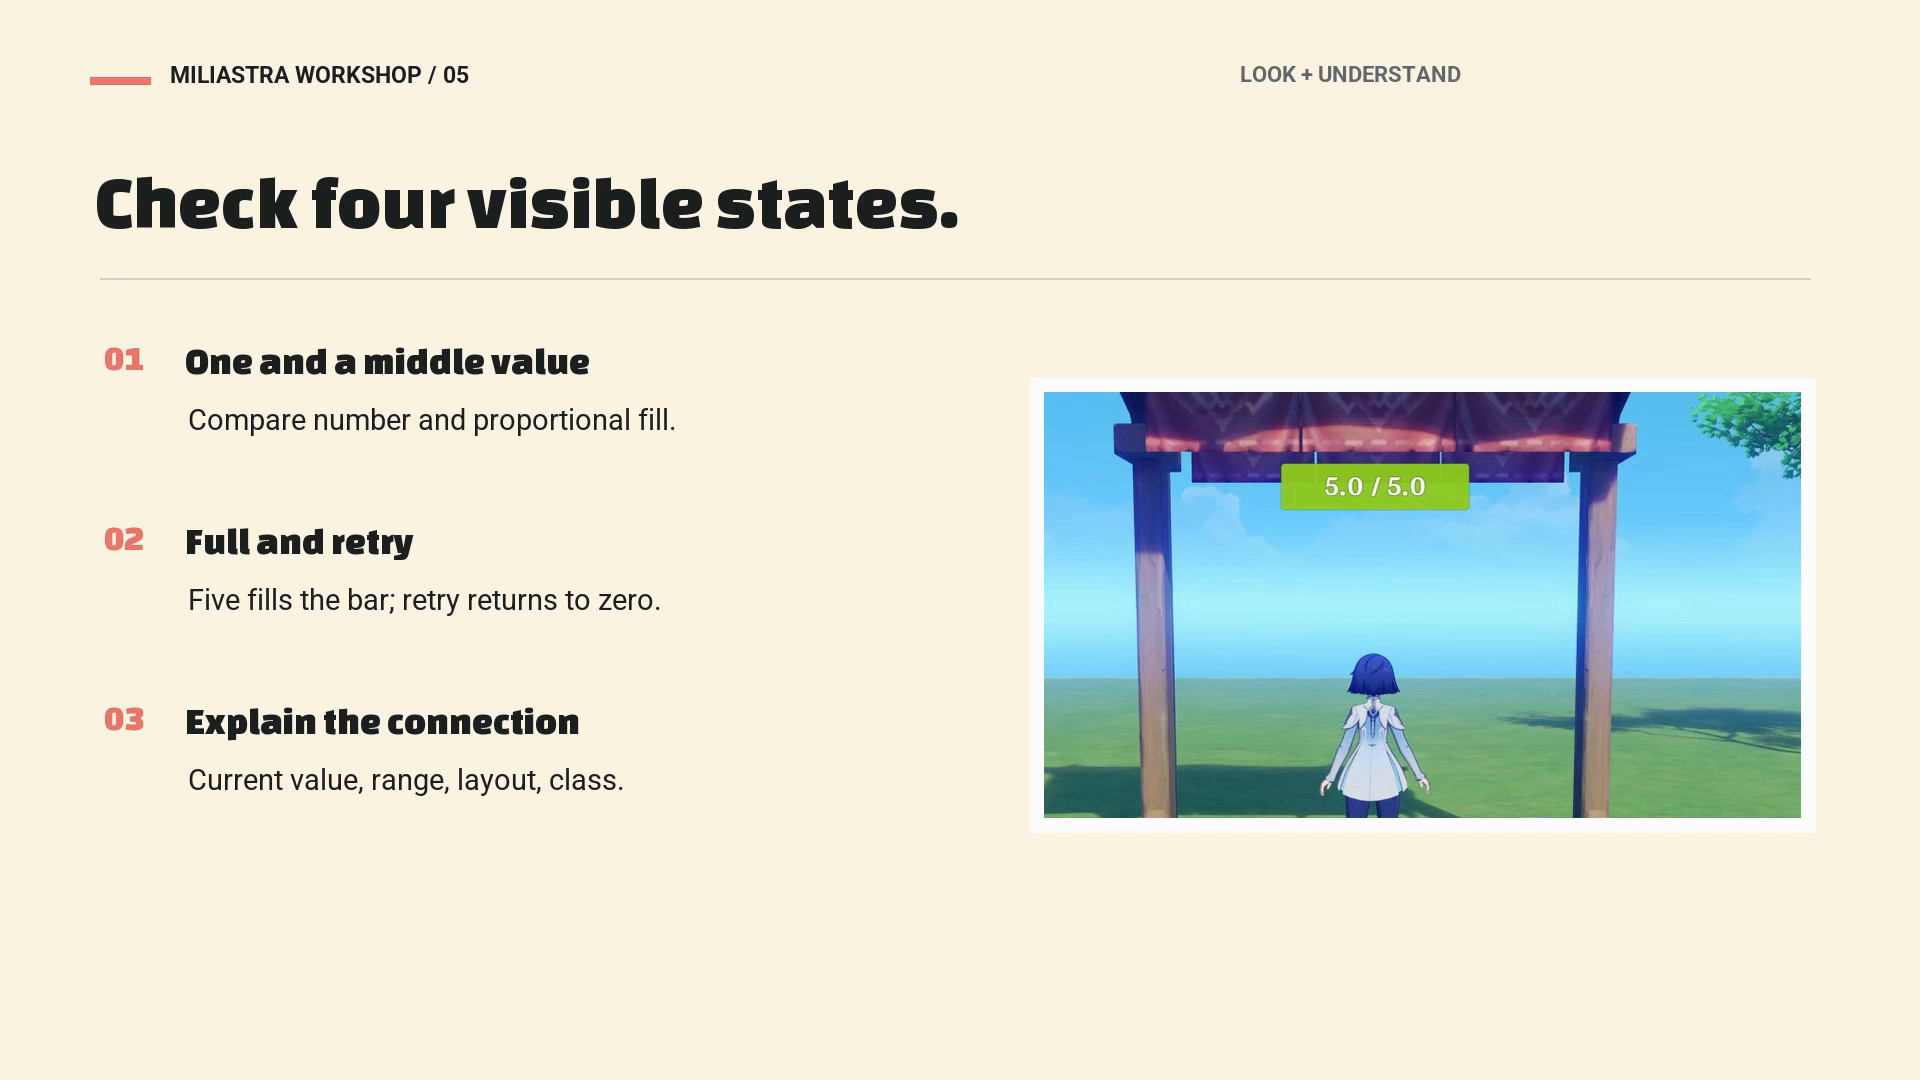 MILIASTRA WORKSHOP / 05
LOOK + UNDERSTAND
Check four visible states.
01 One and a middle value
Compare number and proportional fill.
02 Full and retry
Five fills the bar; retry returns to zero.
03 Explain the connection
Current value, range, layout, class.
5.0 / 5.0